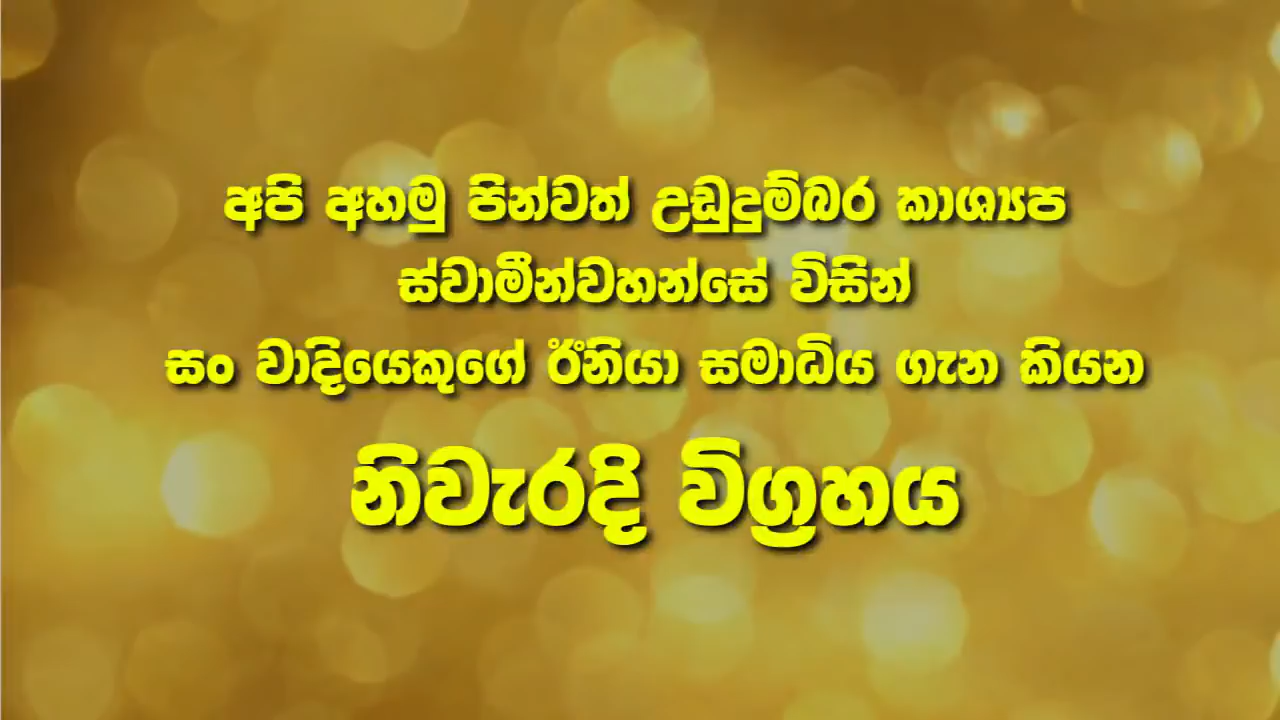 අපි අහමු පින්වත් උඩුදුම්බර කාශ්‍යප
ස්වාමීන්වහන්සේ විසින්
සං වාදියෙකුගේ ඊනියා සමාධිය ගැන කියන
නිවැරදි විග්‍රහය